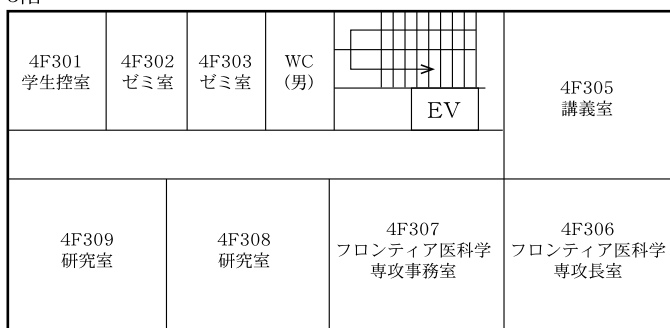 4F301
学生控室
4F302
ゼミ室
4F303
ゼミ室
WC
(男)
EV
4F305
講義室
4F309
研究室
4F308
研究室
4F307
フロンティア医科学
専攻事務室
4F306
フロンティア医科学
専攻長室